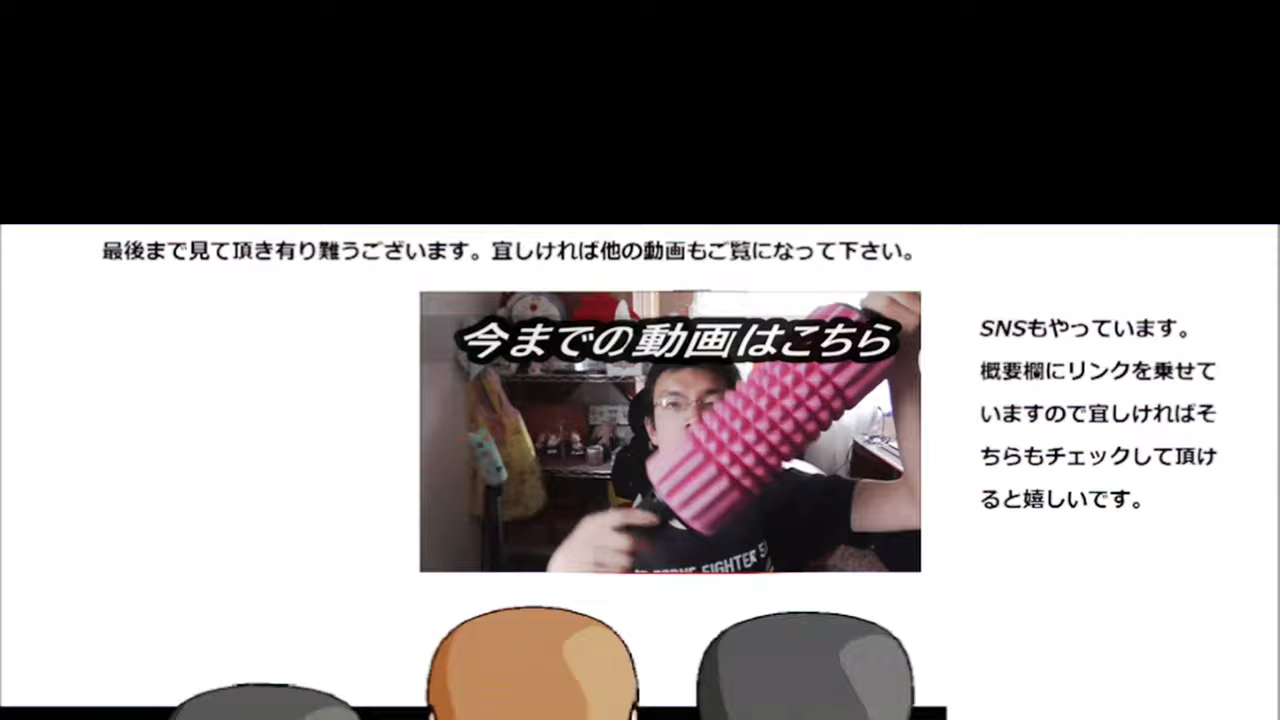 最後まで見て頂き有り難うございます。宜しければ他の動画もご覧になって下さい。
今までの動画はこちら
SNSもやっています。
概要欄にリンクを乗せて
いますので宜しければそ
ちらもチェックして頂け
ると嬉しいです。
FIGHTER